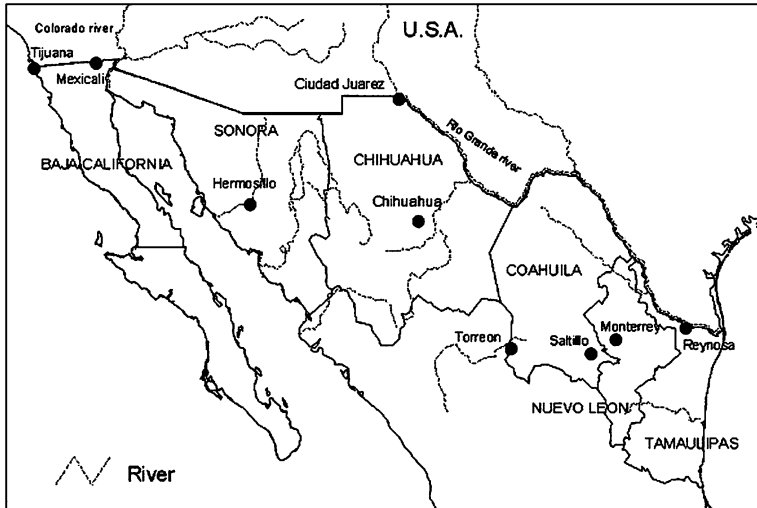 Colorado river
U.S.A.
Tijuana
Mexicali
Ciudad Juarez
SONORA
Rio Grande river
BAJA CALIFORNIA
CHIHUAHUA
Hermosillo
Chihuahua
COAHUILA
Torreon
Saltillo
Monterrey
Reynosa
NUEVO LEON
TAMAULIPAS
River